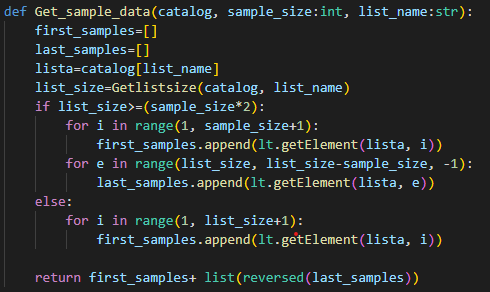 def Get_sample_data(catalog, sample_size:int, list_name:str):
    first_samples=[]
    last_samples=[]
    lista=catalog[list_name]
    list_size=Getlistsize(catalog, list_name)
    if list_size>=(sample_size*2):
        for i in range(1, sample_size+1):
            first_samples.append(lt.getElement(lista, i))
        for e in range(list_size, list_size-sample_size, -1):
            last_samples.append(lt.getElement(lista, e))
    else:
        for i in range(1, list_size+1):
            first_samples.append(lt.getElement(lista, i))

    return first_samples+ list(reversed(last_samples))